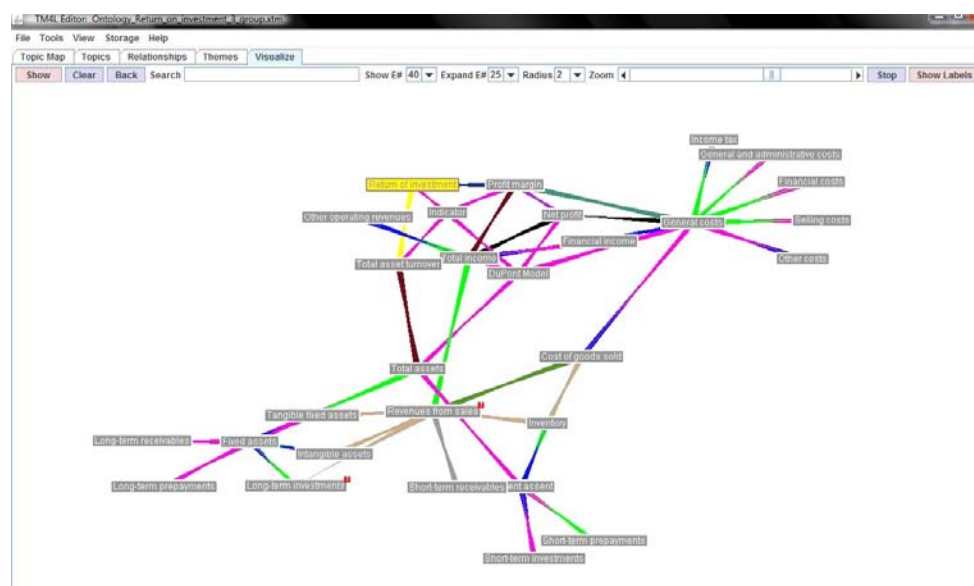 TM4L Editor: Ontology_Return_on_investment_3_group.xtm
File Tools View Storage Help
Topic Map Topics Relationships Themes Visualize
Show Clear Back Search Show E# 40 Expand E# 25 Radius 2 Zoom Stop Show Labels
Income tax
General and administrative costs
Return of investment Profit margin Financial costs
Other operating revenues Indicator Net profit General costs Selling costs
Financial income
Total asset turnover Total income Other costs
DuPont Model
Cost of goods sold
Total assets
Tangible fixed assets Revenues from sales Inventory
Long-term receivables Fixed assets
Intangible assets
Long-term prepayments Long-term investments Short term receivables ent assent
Short-term prepayments
Short-term investments